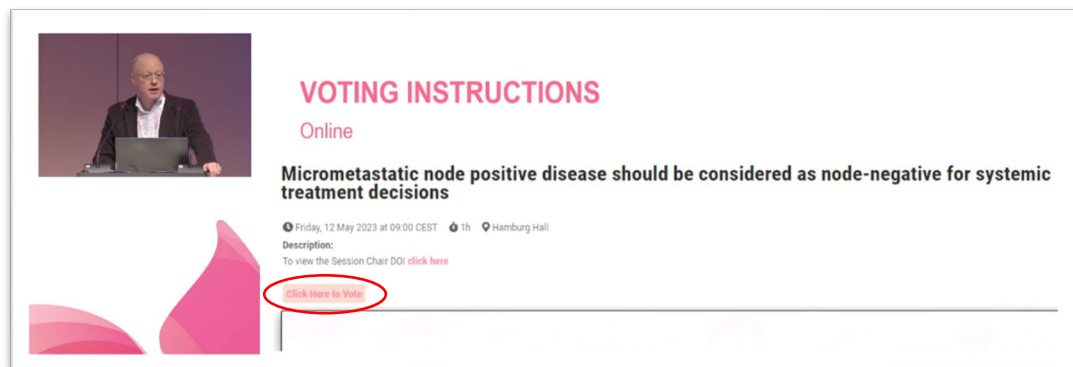 VOTING INSTRUCTIONS
Online
Micrometastatic node positive disease should be considered as node-negative for systemic
treatment decisions
Friday, 12 May 2023 at 09:00 CEST 1h Hamburg Hall
Description:
To view the Session Chair DOI click here
Click Here to Vote